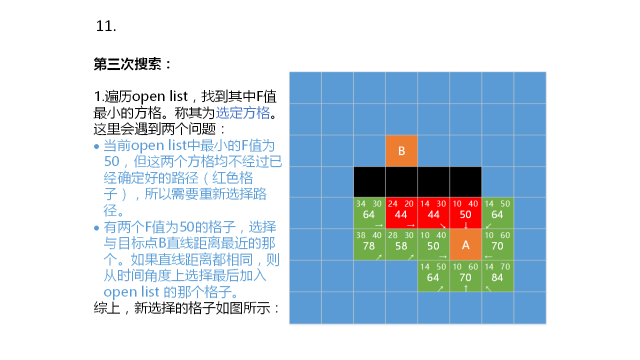 11.
第三次搜索：
1.遍历open list，找到其中F值
最小的方格。称其为选定方格。
这里会遇到两个问题：
• 当前open list中最小的F值为
50，但这两个方格均不经过已
经确定好的路径（红色格
子），所以需要重新选择路
径。
• 有两个F值为50的格子，选择
与目标点B直线距离最近的那
个。如果直线距离都相同，则
从时间角度上选择最后加入
open list 的那个格子。
综上，新选择的格子如图所示：
B
34 30 24 20 14 30 10 40 14 50
64 44 44 50 64
→ → ↘ ↓ ↙
38 40 28 30 10 40 10 60
78 58 50 A 70
↗ ↗ → ←
14 50 10 60 14 70
64 70 84
↗ ↑ ↖